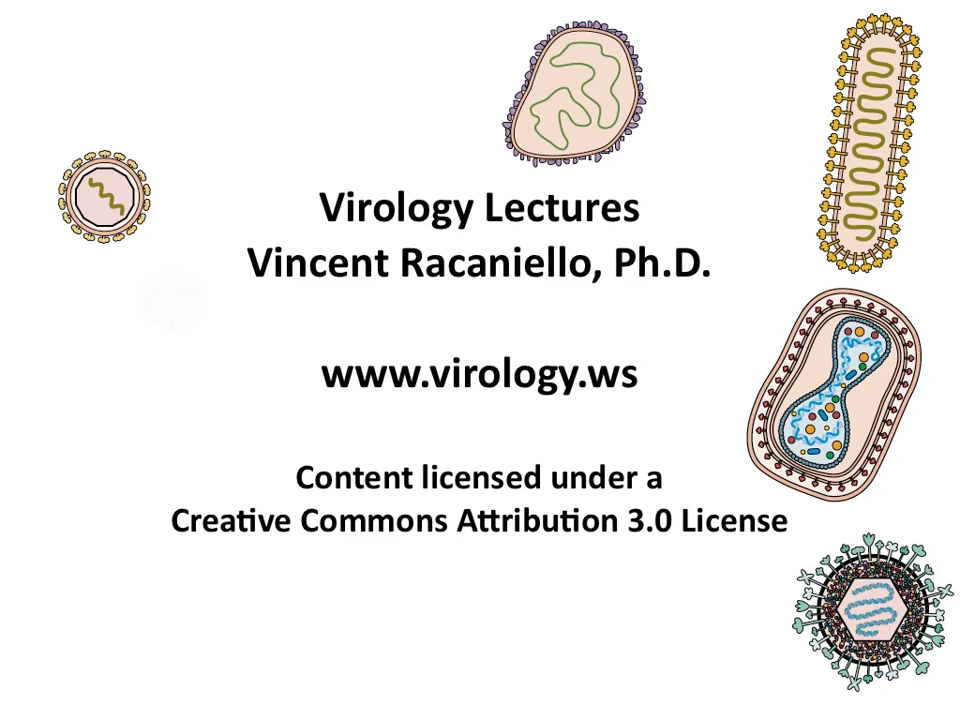 Virology Lectures
Vincent Racaniello, Ph.D.
www.virology.ws
Content licensed under a
Creative Commons Attribution 3.0 License